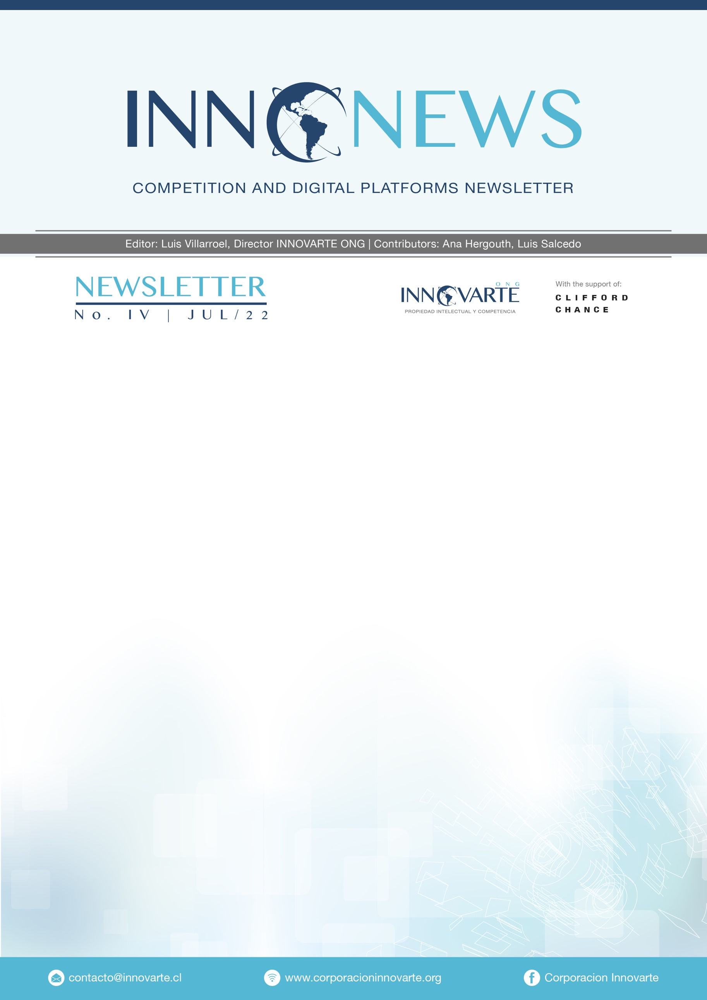 INNONEWS
COMPETITION AND DIGITAL PLATFORMS NEWSLETTER
Editor: Luis Villarroel, Director INNOVARTE ONG | Contributors: Ana Hergouth, Luis Salcedo
NEWSLETTER
No. IV | JUL/22
ONG
INNOVARTE
PROPIEDAD INTELECTUAL Y COMPETENCIA
With the support of:
CLIFFORD
CHANCE
contacto@innovarte.cl
www.corporacioninnovarte.org
Corporacion Innovarte